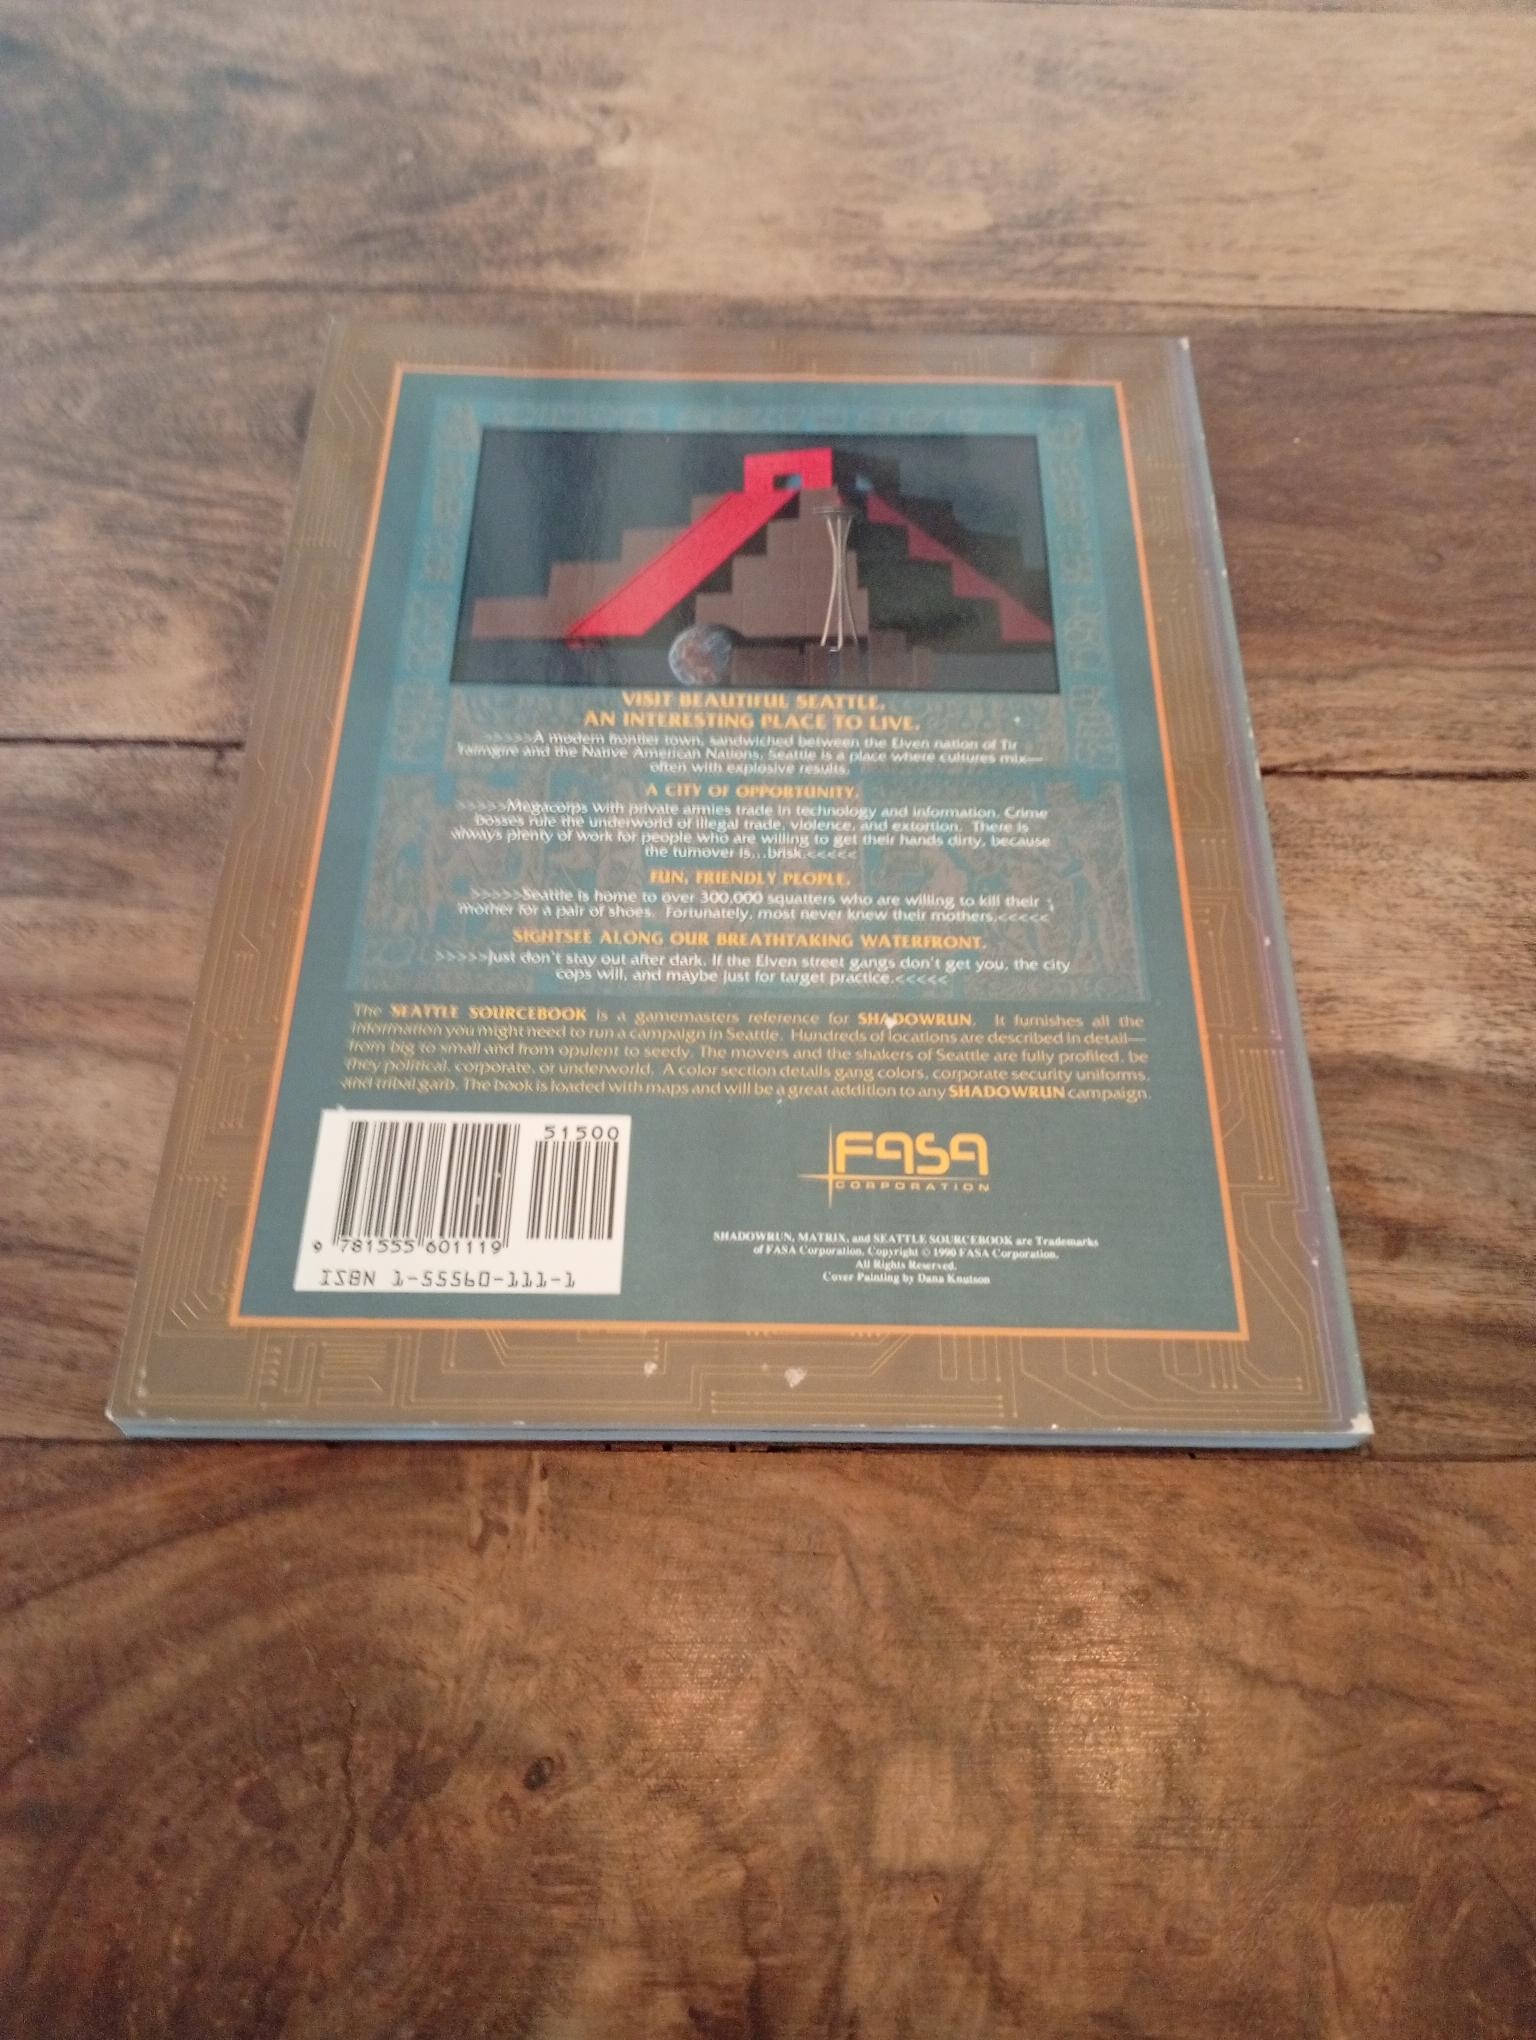 VISIT BEAUTIFUL SEATTLE.
AN INTERESTING PLACE TO LIVE.
>>>>>A modern frontier town, sandwiched between the Elven nation of Tir
Tairngire and the Native American Nations, Seattle is a place where cultures mix—
often with explosive results.
A CITY OF OPPORTUNITY.
>>>>>Megacorps with private armies trade in technology and information. Crime
bosses rule the underworld of illegal trade, violence, and extortion. There is
always plenty of work for people who are willing to get their hands dirty, because
the turnover is...brisk.<<<<<
FUN, FRIENDLY PEOPLE.
>>>>>Seattle is home to over 300,000 squatters who are willing to kill their
mother for a pair of shoes. Fortunately, most never knew their mothers.<<<<<
SIGHTSEE ALONG OUR BREATHTAKING WATERFRONT.
>>>>>Just don't stay out after dark. If the Elven street gangs don't get you, the city
cops will, and maybe just for target practice.<<<<<
The SEATTLE SOURCEBOOK is a gamemasters reference for SHADOWRUN. It furnishes all the
information you might need to run a campaign in Seattle. Hundreds of locations are described in detail—
from big to small and from opulent to seedy. The movers and the shakers of Seattle are fully profiled, be
they political, corporate, or underworld. A color section details gang colors, corporate security uniforms,
and tribal garb. The book is loaded with maps and will be a great addition to any SHADOWRUN campaign.
51500
9 781555 601119
ISBN 1-55560-111-1
FASA
CORPORATION
SHADOWRUN, MATRIX, and SEATTLE SOURCEBOOK are Trademarks
of FASA Corporation. Copyright © 1990 FASA Corporation.
All Rights Reserved.
Cover Painting by Dana Knutson